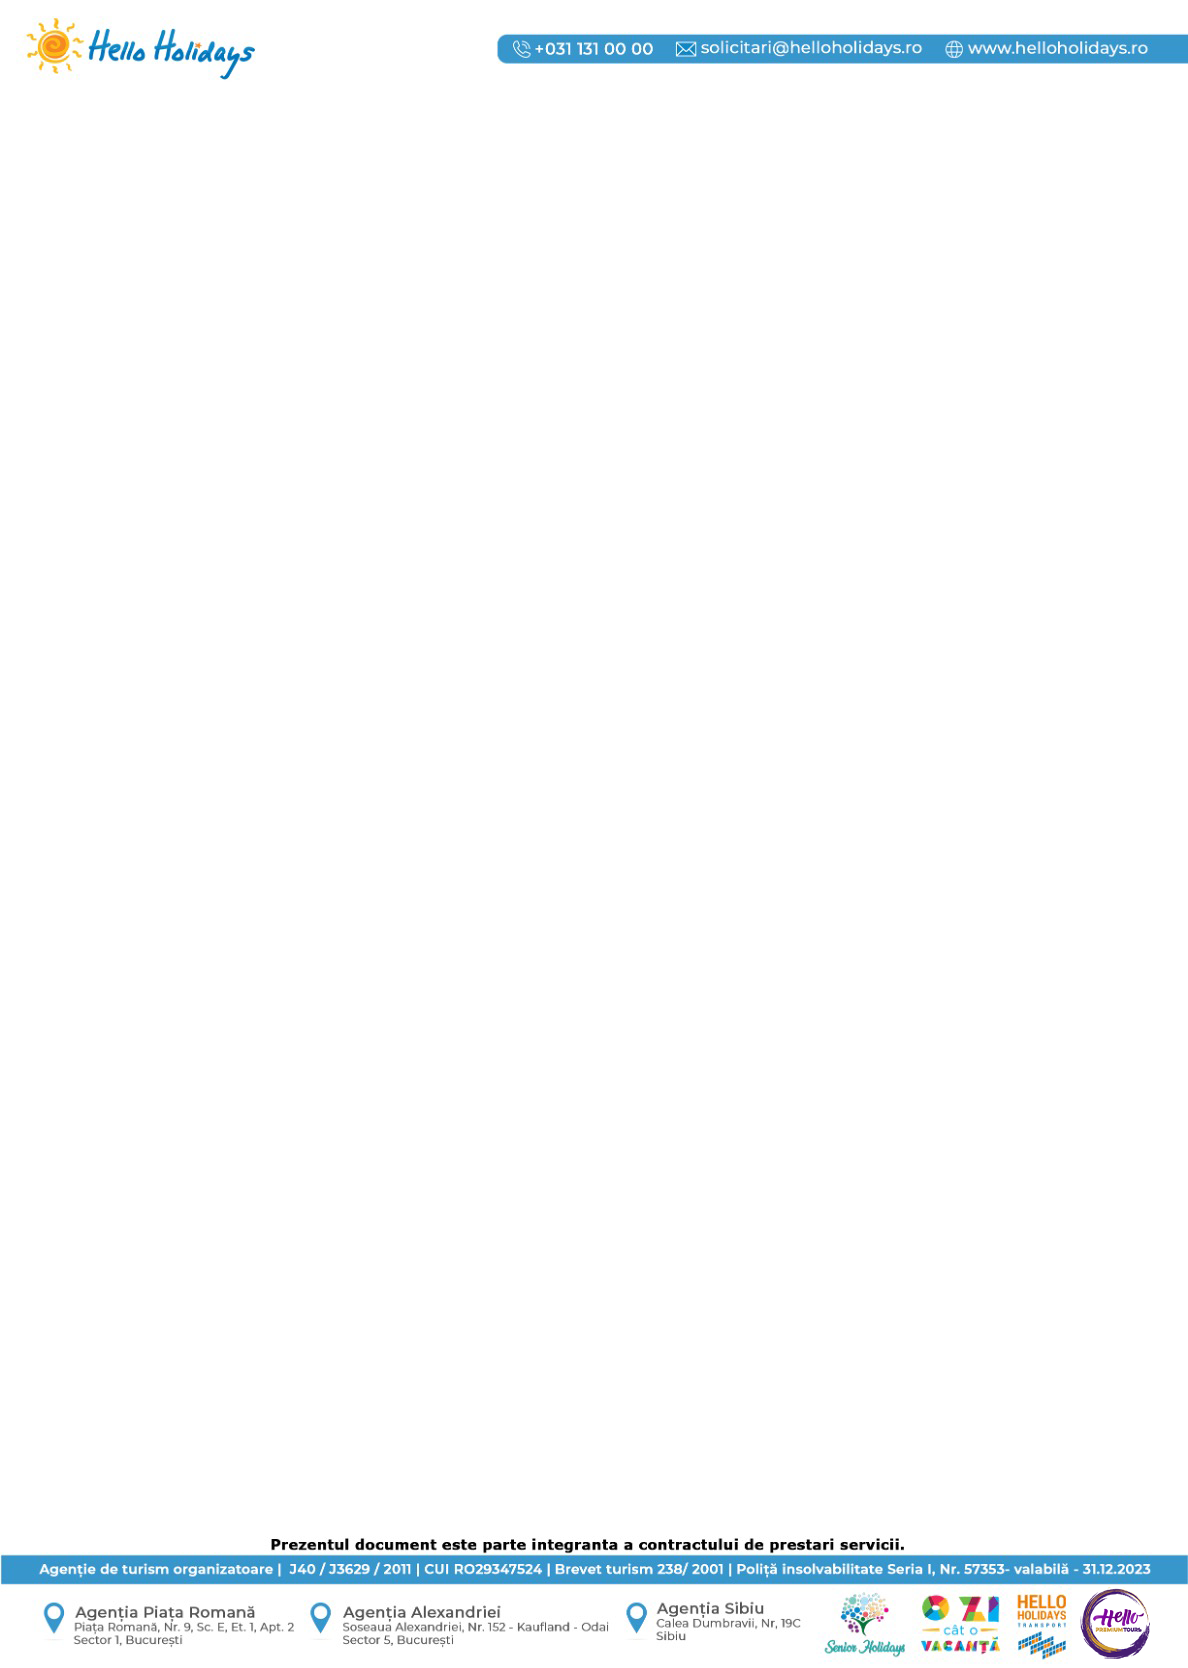 Hello Holidays
+031 131 00 00 solicitari@helloholidays.ro www.helloholidays.ro
Prezentul document este parte integranta a contractului de prestari servicii.
Agenție de turism organizatoare | J40 / J3629 / 2011 | CUI RO29347524 | Brevet turism 238/ 2001 | Poliță insolvabilitate Seria I, Nr. 57353- valabilă - 31.12.2023
Agenția Piața Romană
Piața Romană, Nr. 9, Sc. E, Et. 1, Apt. 2
Sector 1, București
Agenția Alexandriei
Soseaua Alexandriei, Nr. 152 - Kaufland - Odai
Sector 5, București
Agenția Sibiu
Calea Dumbravii, Nr, 19C
Sibiu
Senior Holidays
O ZI
cât o
VACANȚĂ
HELLO
HOLIDAYS
TRANSPORT
Hello
PREMIUM TOURS